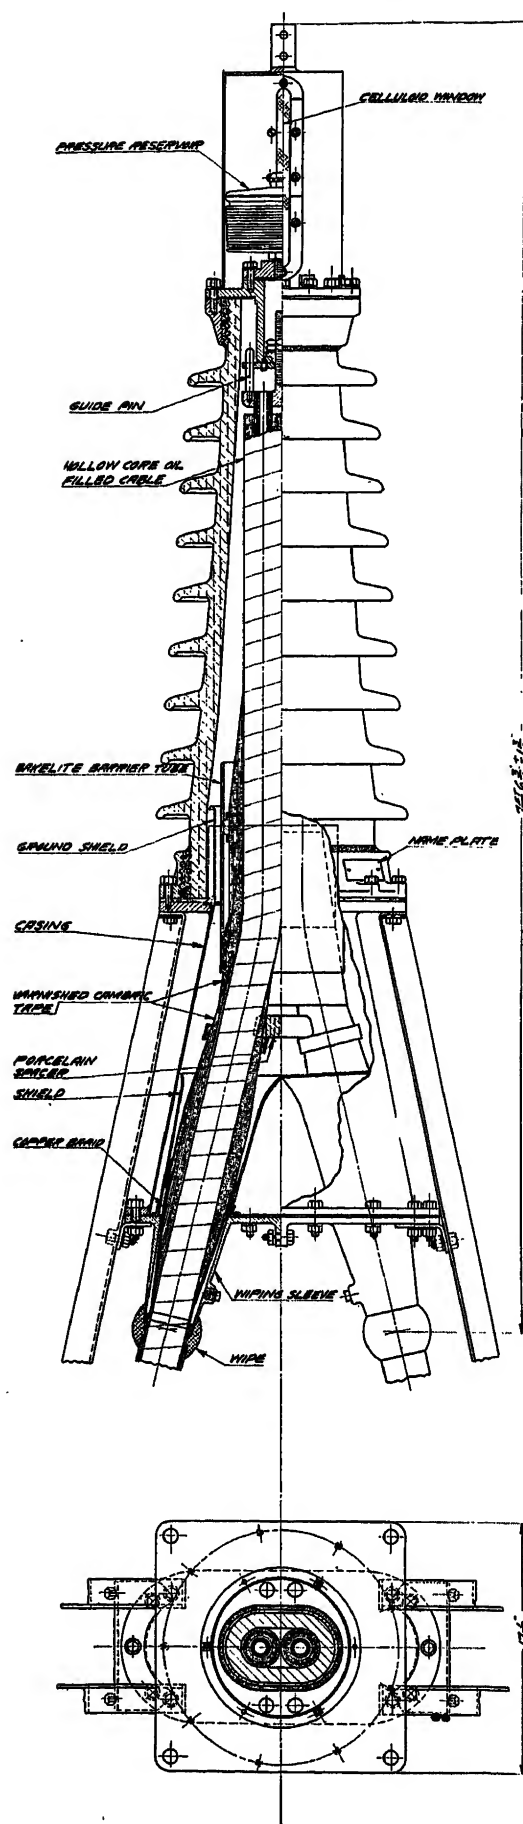 CELLULOID WINDOW
PRESSURE RESERVOIR
GUIDE PIN
HOLLOW CORE OIL
FILLED CABLE
BAKELITE BARRIER TUBE
GROUND SHIELD
NAME PLATE
CASING
VARNISHED CAMBRIC
TAPE
PORCELAIN
SPACER
SHIELD
COPPER BRAID
WIPING SLEEVE
WIPE